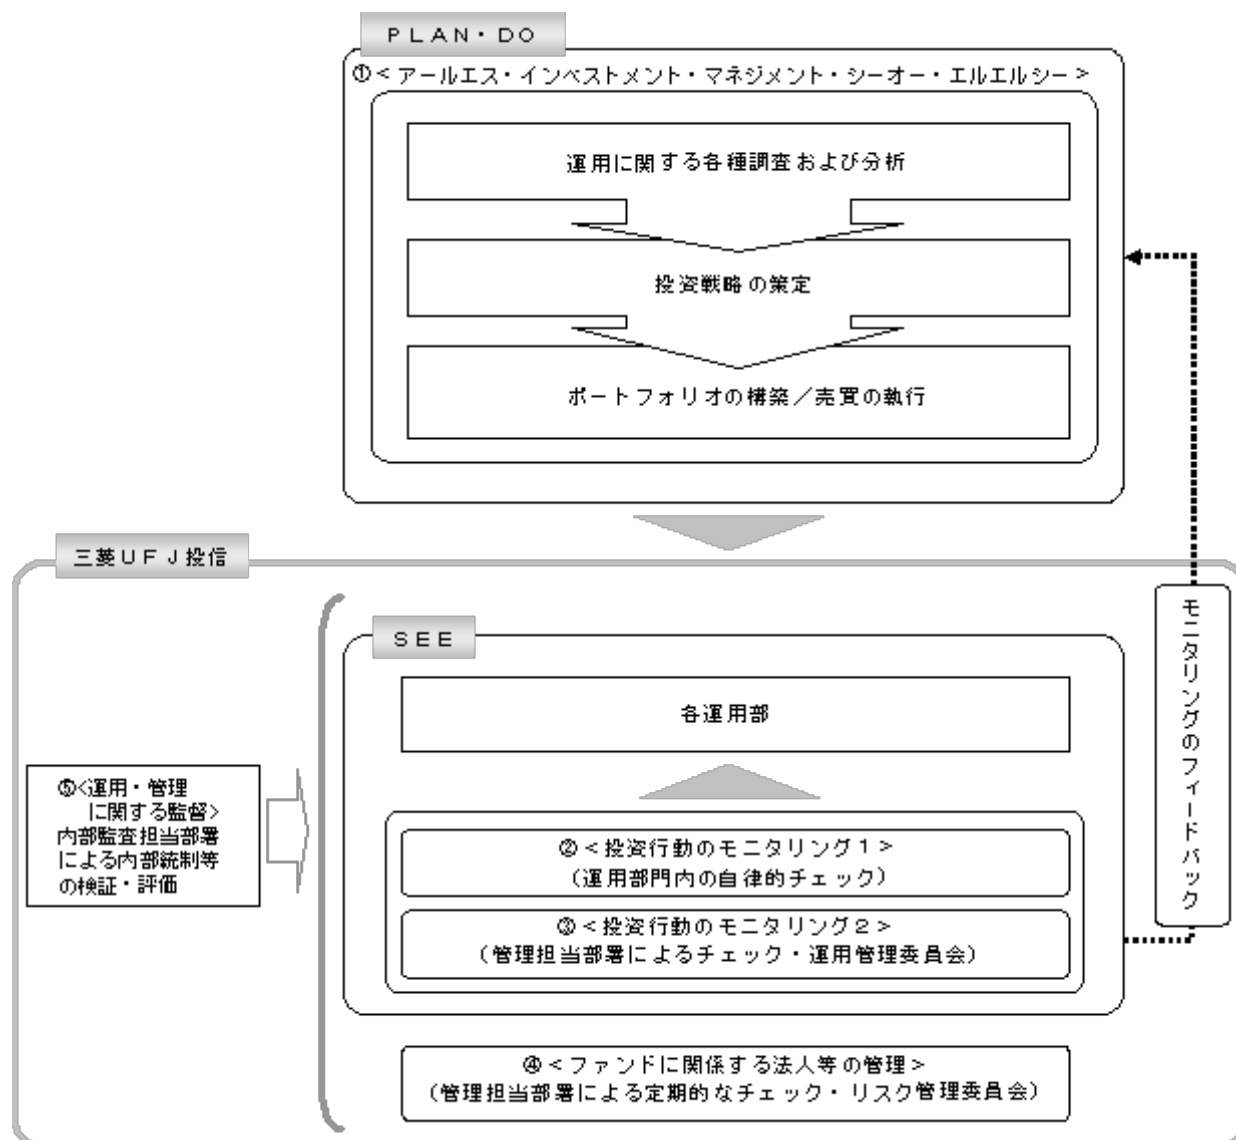 ＰＬＡＮ・ＤＯ
①＜アールエス・インベストメント・マネジメント・シーオー・エルエルシー＞
運用に関する各種調査および分析
投資戦略の策定
ポートフォリオの構築／売買の執行
三菱ＵＦＪ投信
ＳＥＥ
各運用部
⑤<運用・管理
に関する監督>
内部監査担当部署
による内部統制等
の検証・評価
②＜投資行動のモニタリング１＞
（運用部門内の自律的チェック）
③＜投資行動のモニタリング２＞
（管理担当部署によるチェック・運用管理委員会）
④＜ファンドに関係する法人等の管理＞
（管理担当部署による定期的なチェック・リスク管理委員会）
モニタリングのフィードバック